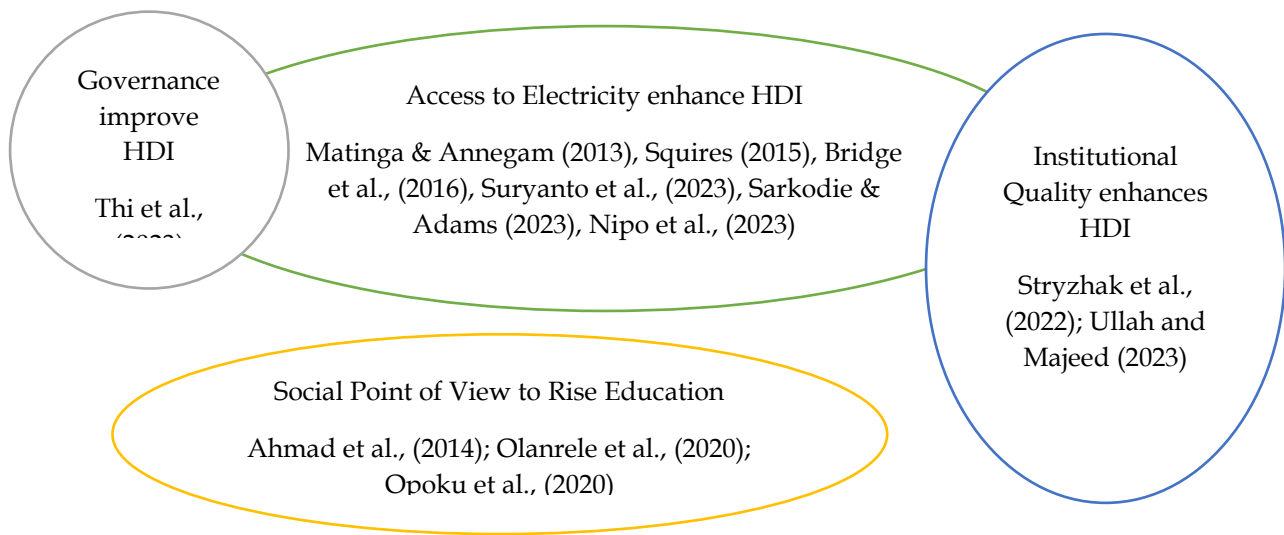 Governance
improve
HDI
Thi et al.,
Access to Electricity enhance HDI
Matinga & Annegam (2013), Squires (2015), Bridge
et al., (2016), Suryanto et al., (2023), Sarkodie &
Adams (2023), Nipo et al., (2023)
Institutional
Quality enhances
HDI
Stryzhak et al.,
(2022); Ullah and
Majeed (2023)
Social Point of View to Rise Education
Ahmad et al., (2014); Olanrele et al., (2020);
Opoku et al., (2020)